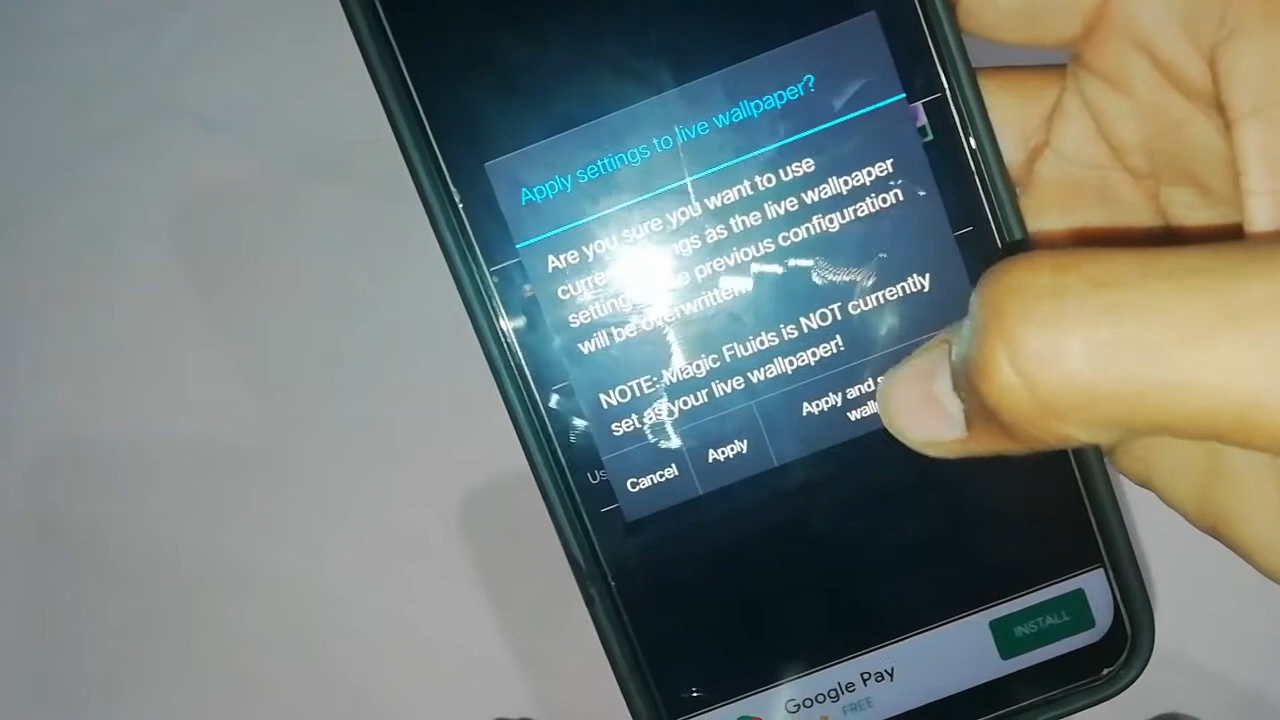 Apply settings to live wallpaper?
Are you sure you want to use
as the live wallpaper
previous configuration
will be overwritten
NOTE: Magic Fluids is NOT currently
set as your live wallpaper!
Cancel
Apply
Apply and
Google Pay
FREE
INSTALL